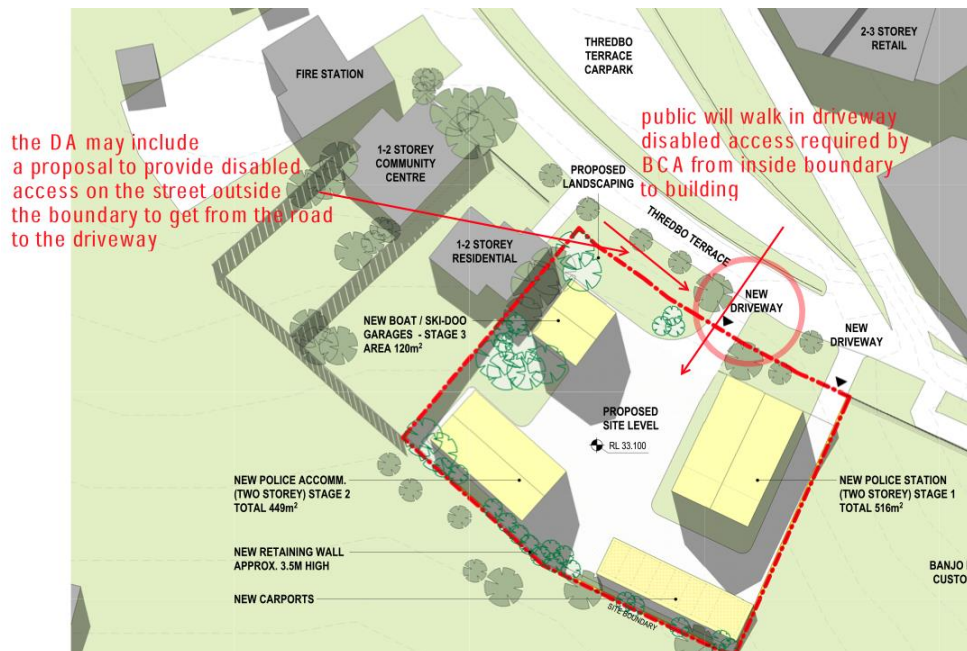 2-3 STOREY
RETAIL
THREDBO
TERRACE
CARPARK
FIRE STATION
the DA may include
a proposal to provide disabled
access on the street outside
the boundary to get from the road
to the driveway
public will walk in driveway
disabled access required by
BCA from inside boundary
to building
1-2 STOREY
COMMUNITY
CENTRE
PROPOSED
LANDSCAPING
THREDBO TERRACE
1-2 STOREY
RESIDENTIAL
NEW
DRIVEWAY
NEW
DRIVEWAY
NEW BOAT / SKI-DOO
GARAGES - STAGE 3
AREA 120m²
PROPOSED
SITE LEVEL
RL 33.100
NEW POLICE ACCOMM.
(TWO STOREY) STAGE 2
TOTAL 449m²
NEW POLICE STATION
(TWO STOREY) STAGE 1
TOTAL 516m²
NEW RETAINING WALL
APPROX. 3.5M HIGH
NEW CARPORTS
SITE BOUNDARY
BANJO
CUSTO